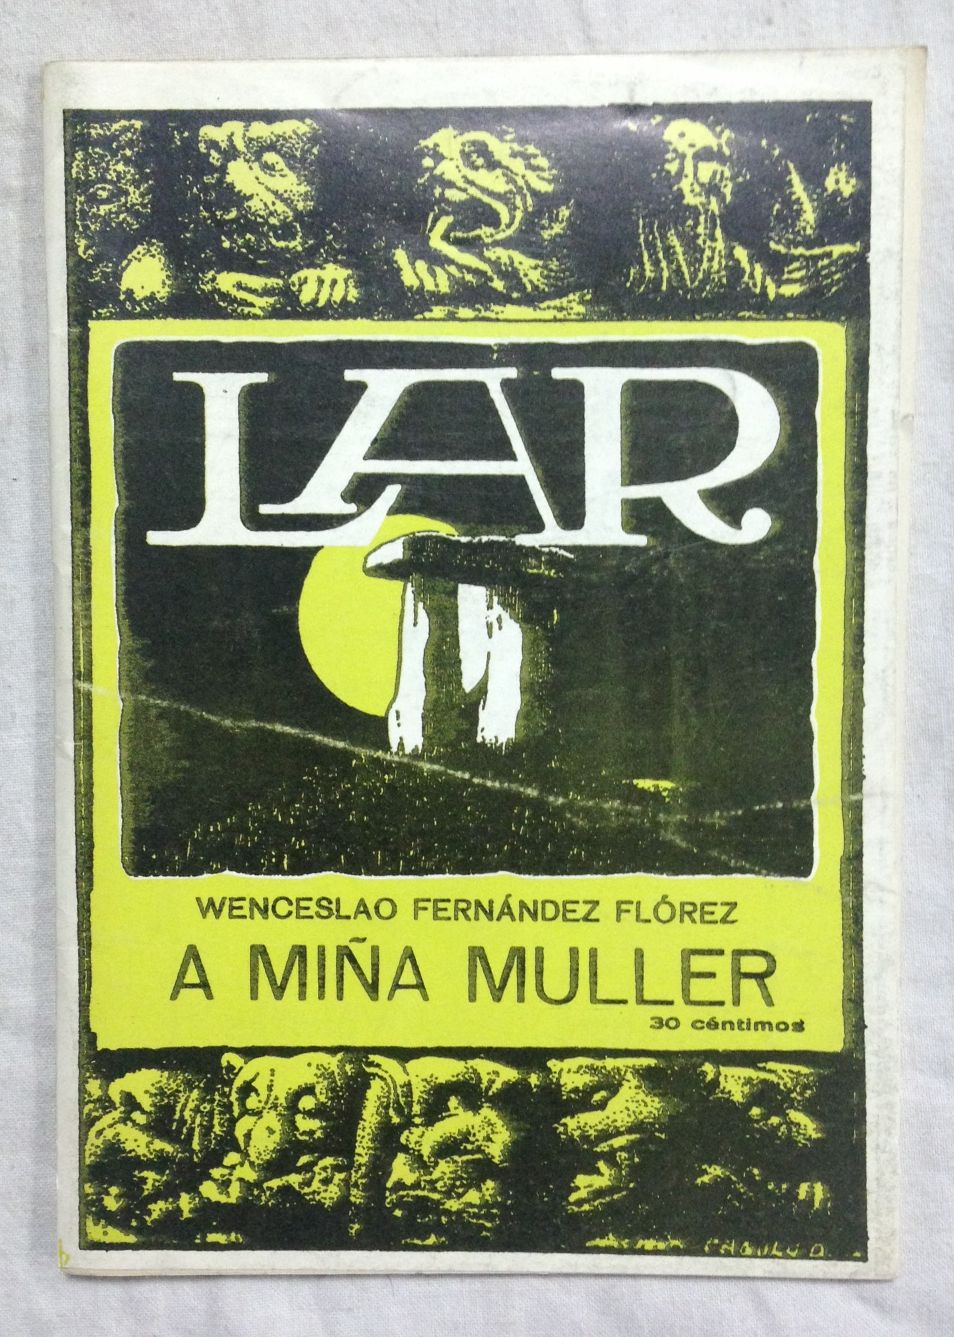 LAR
WENCESLAO FERNÁNDEZ FLÓREZ
A MIÑA MULLER
30 céntimos